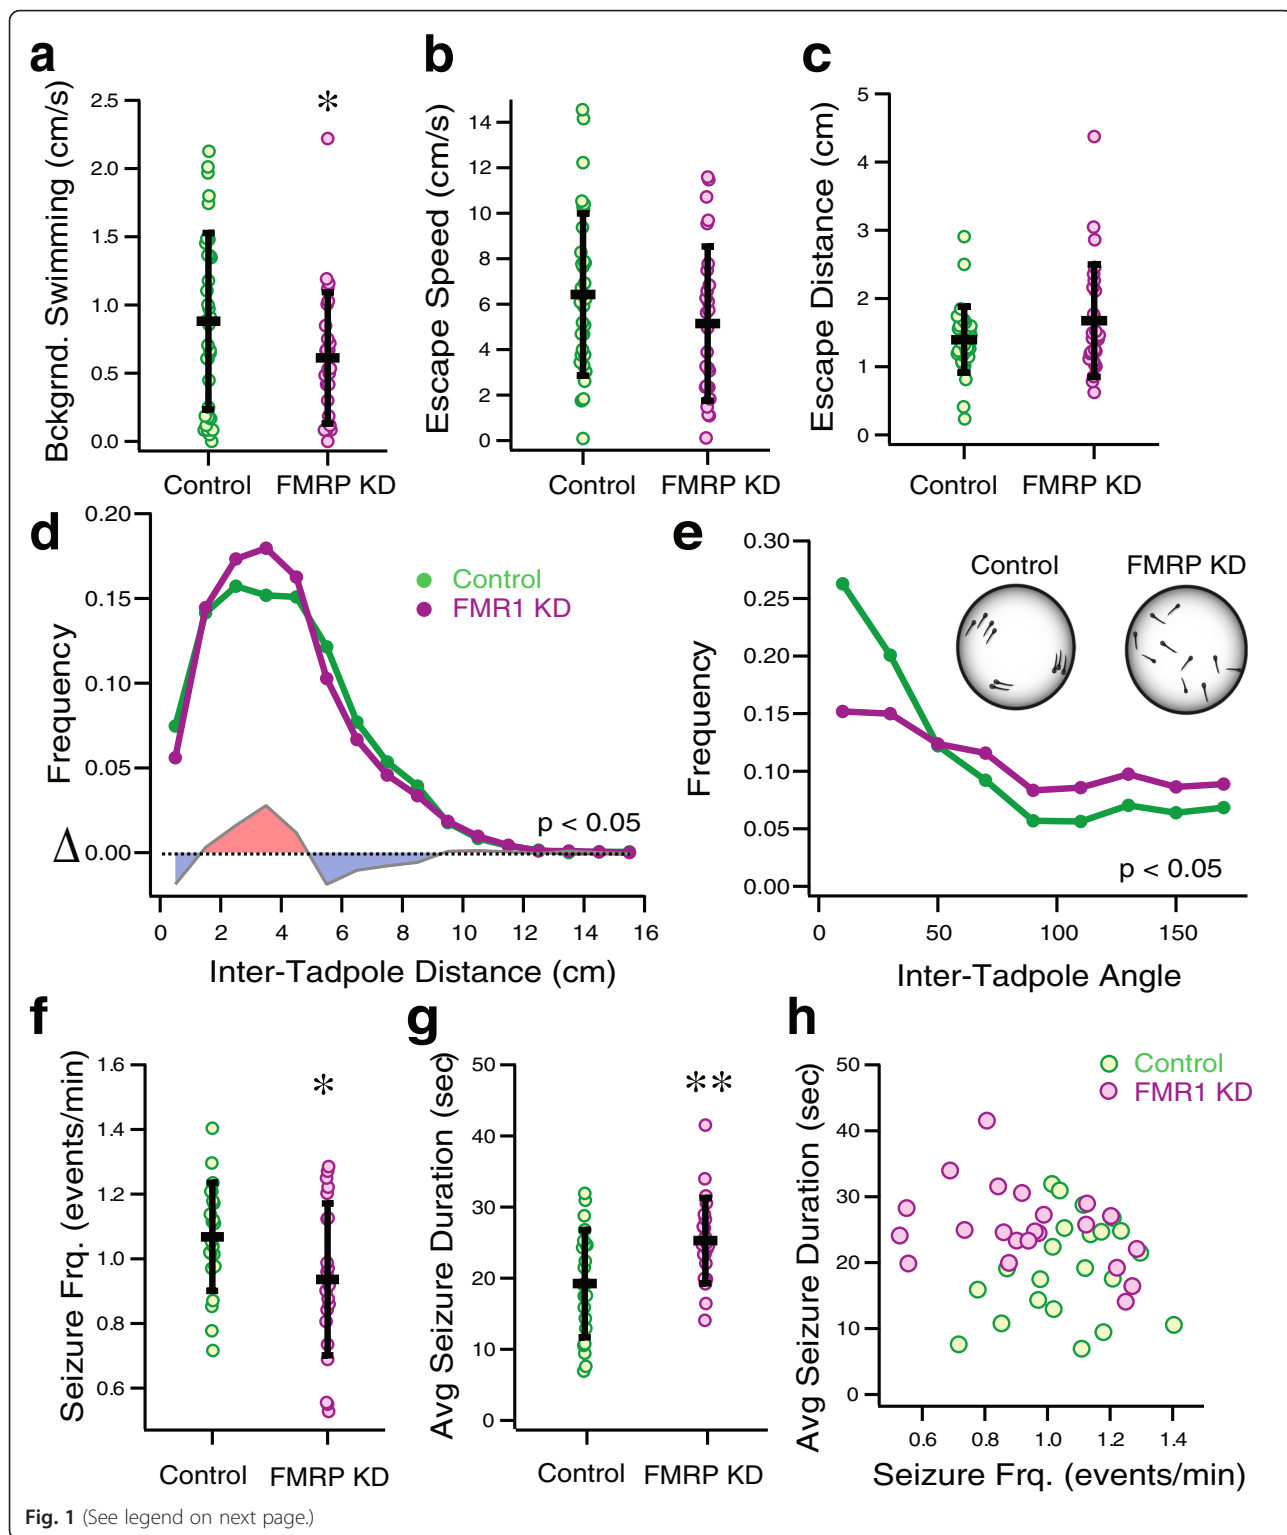 a
Bckgrnd. Swimming (cm/s)
2.5
2.0
1.5
1.0
0.5
0.0
*
Control
FMRP KD
b
Escape Speed (cm/s)
14
12
10
8
6
4
2
0
Control
FMRP KD
c
Escape Distance (cm)
5
4
3
2
1
0
Control
FMRP KD
d
Frequency
Δ
0.20
0.15
0.10
0.05
0.00
Control
FMR1 KD
p < 0.05
0 2 4 6 8 10 12 14 16
Inter-Tadpole Distance (cm)
e
Frequency
0.30
0.25
0.20
0.15
0.10
0.05
0.00
Control
FMRP KD
p < 0.05
0 50 100 150
Inter-Tadpole Angle
f
Seizure Frq. (events/min)
1.6
1.4
1.2
1.0
0.8
0.6
*
Control
FMRP KD
g
Avg Seizure Duration (sec)
50
40
30
20
10
0
**
Control
FMRP KD
h
Avg Seizure Duration (sec)
50
40
30
20
10
0
Control
FMR1 KD
0.6 0.8 1.0 1.2 1.4
Seizure Frq. (events/min)
Fig. 1 (See legend on next page.)